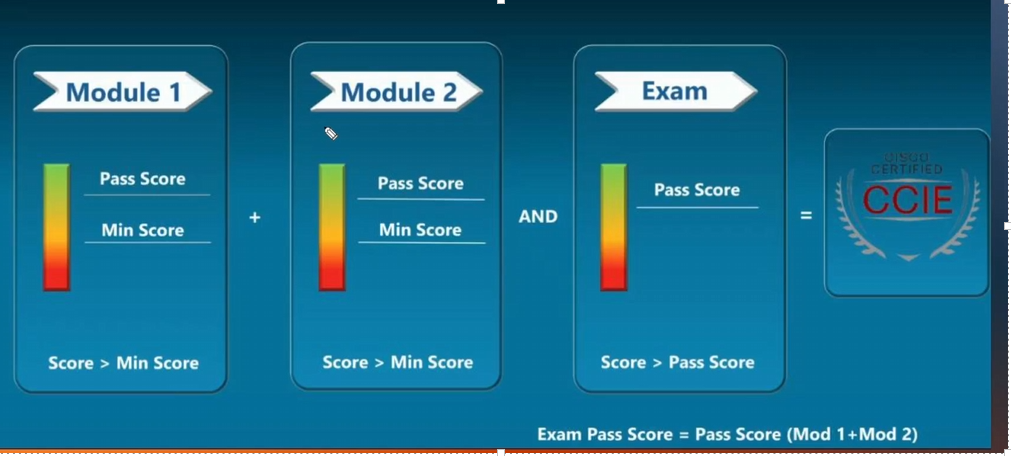 Module 1
Pass Score
Min Score
Score > Min Score
+
Module 2
Pass Score
Min Score
Score > Min Score
AND
Exam
Pass Score
Score > Pass Score
=
CISCO
CERTIFIED
CCIE
Exam Pass Score = Pass Score (Mod 1+Mod 2)